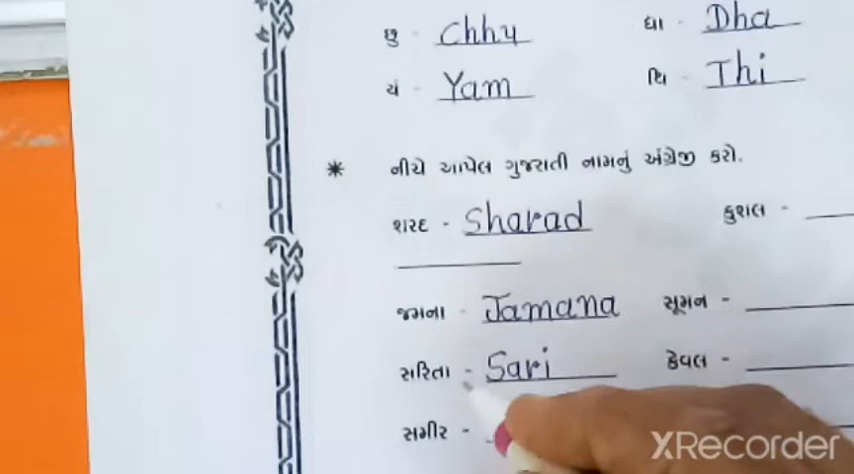 છુ - Chhu ધા - Dha
યં - Yam થિ - Thi
* નીચે આપેલ ગુજરાતી નામનું અંગ્રેજી કરો.
શરદ - Sharad કુશલ -
જમના - Jamana સૂમન -
સરિતા - Sari કેવલ -
સમીર -
XRecorder